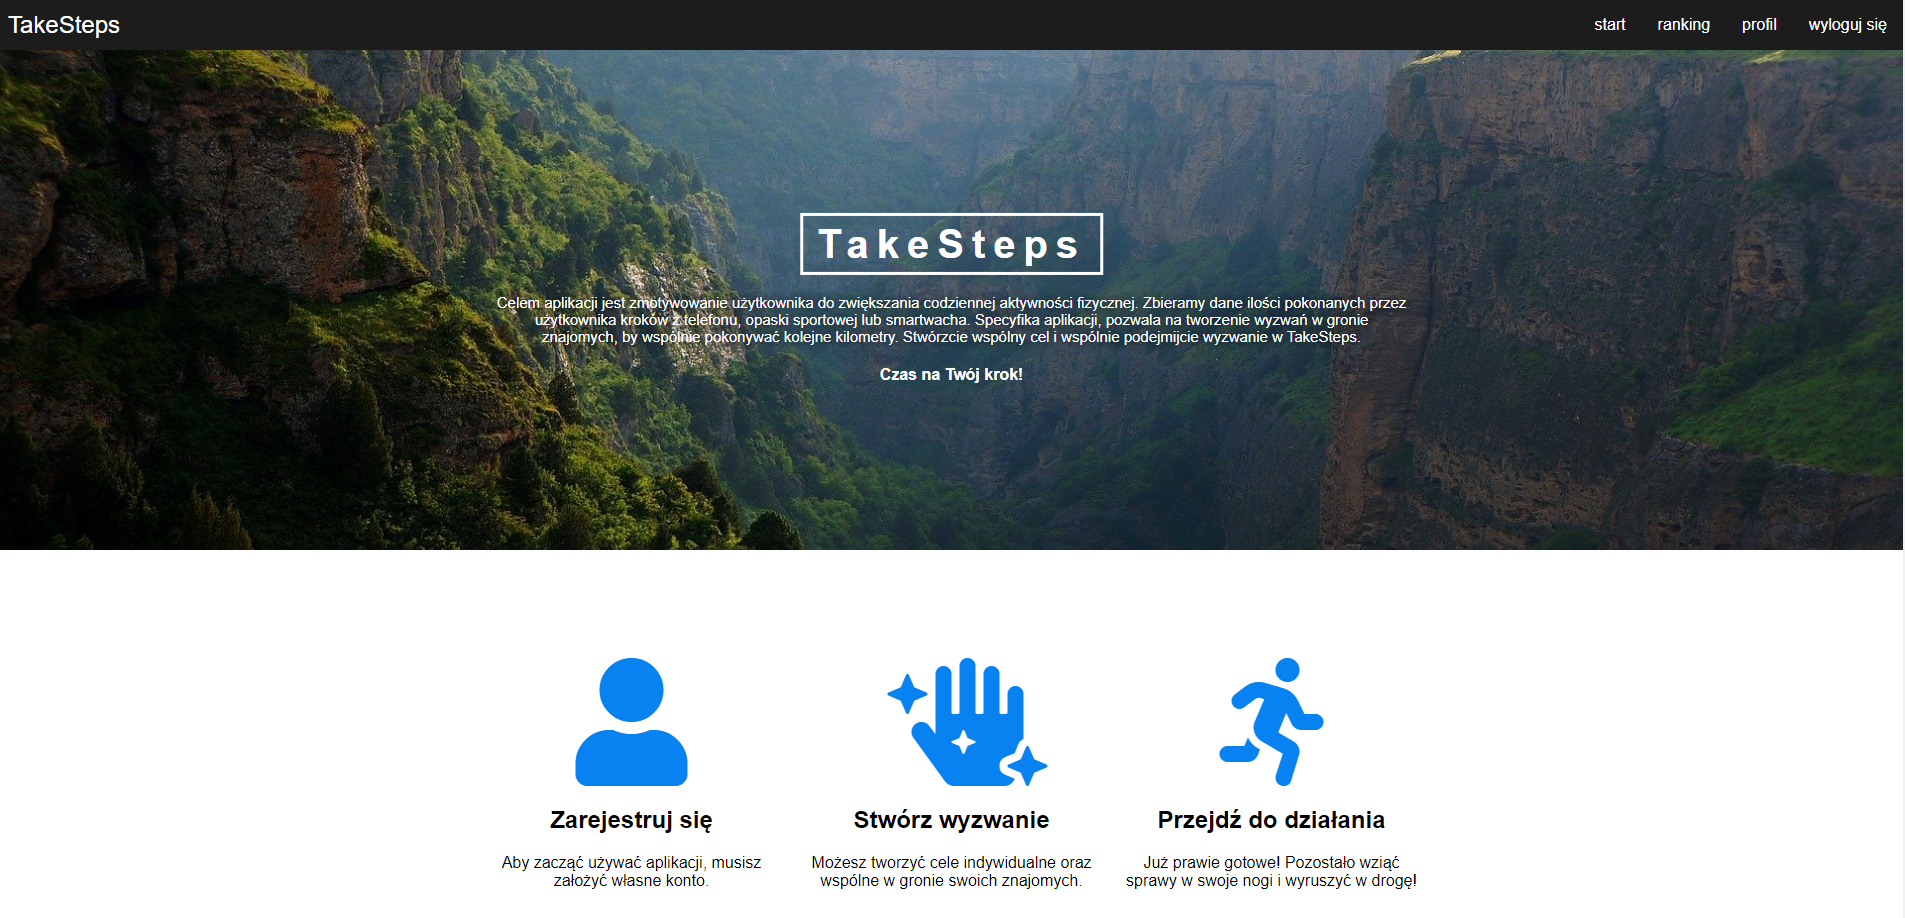 TakeSteps
start ranking profil wyloguj się
TakeSteps
Celem aplikacji jest zmotywowanie użytkownika do zwiększania codziennej aktywności fizycznej. Zbieramy dane ilości pokonanych przez
użytkownika kroków z telefonu, opaski sportowej lub smartwacha. Specyfika aplikacji, pozwala na tworzenie wyzwań w gronie
znajomych, by wspólnie pokonywać kolejne kilometry. Stwórzcie wspólny cel i wspólnie podejmijcie wyzwanie w TakeSteps.
Czas na Twój krok!
Zarejestruj się
Aby zacząć używać aplikacji, musisz
założyć własne konto.
Stwórz wyzwanie
Możesz tworzyć cele indywidualne oraz
wspólne w gronie swoich znajomych.
Przejdź do działania
Już prawie gotowe! Pozostało wziąć
sprawy w swoje nogi i wyruszyć w drogę!